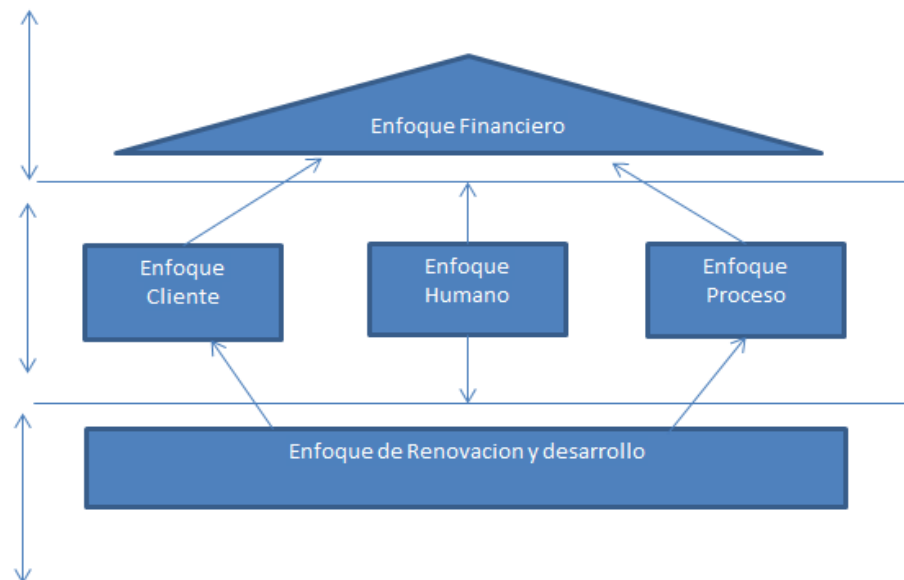 Enfoque Financiero
Enfoque
Cliente
Enfoque
Humano
Enfoque
Proceso
Enfoque de Renovacion y desarrollo